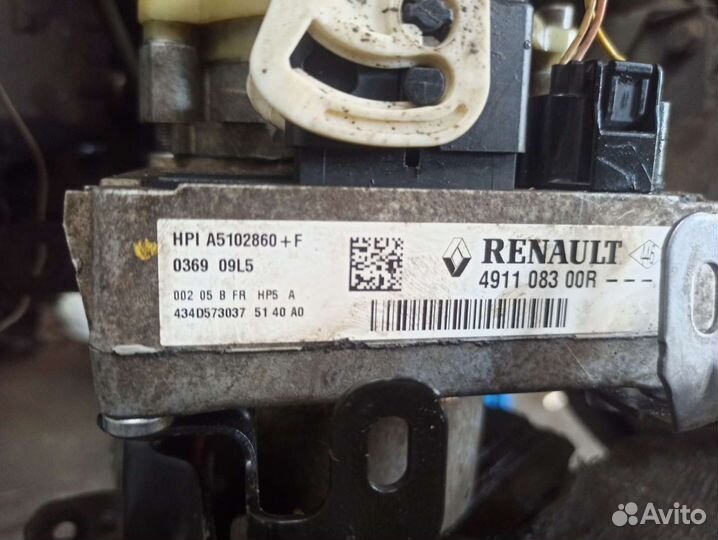 HPI A5102860+F
0369 09L5
002 05 B FR HP5 A
434D573037 51 40 A0
RENAULT
4911 083 00R ---
Avito